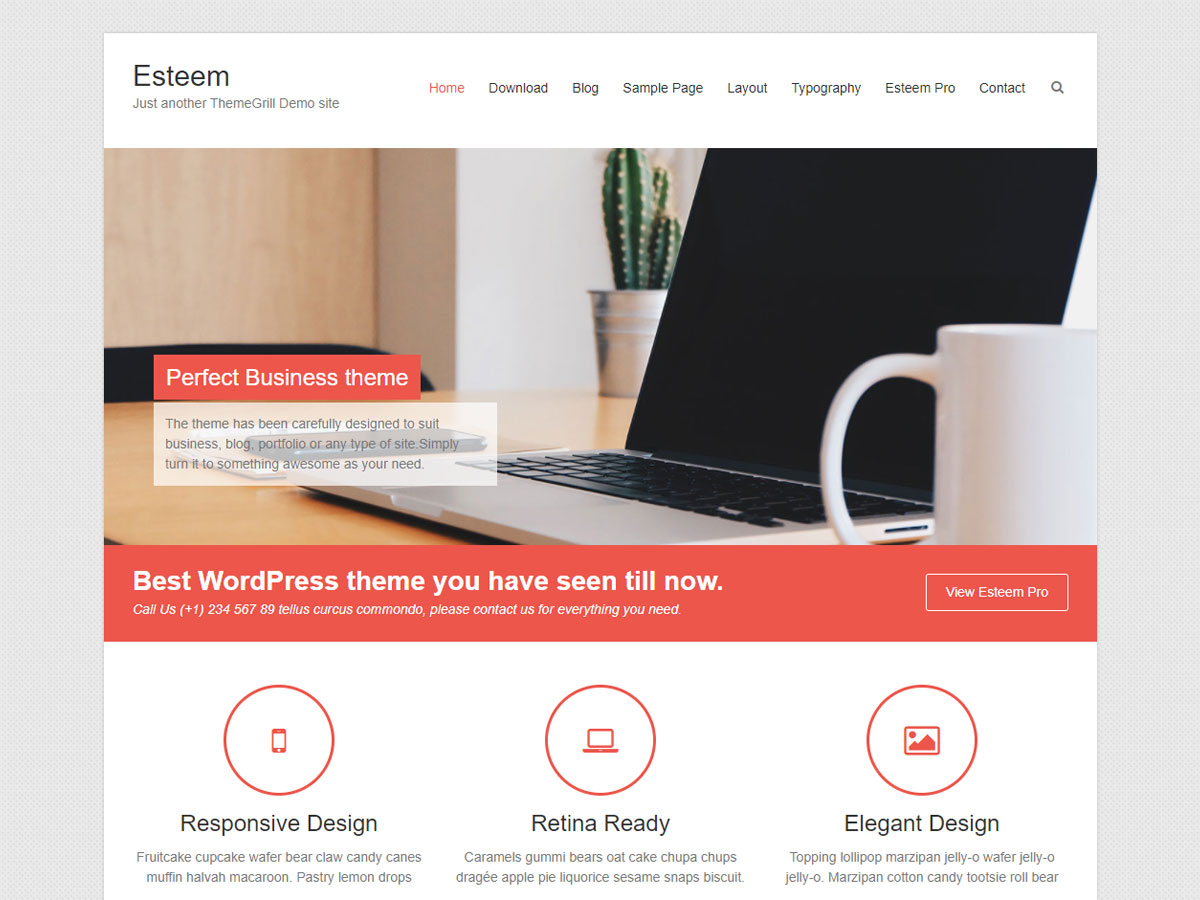 Esteem
Just another ThemeGrill Demo site
Home Download Blog Sample Page Layout Typography Esteem Pro Contact
Perfect Business theme
The theme has been carefully designed to suit
business, blog, portfolio or any type of site.Simply
turn it to something awesome as your need.
Best WordPress theme you have seen till now.
Call Us (+1) 234 567 89 tellus curcus commondo, please contact us for everything you need.
View Esteem Pro
Responsive Design
Fruitcake cupcake wafer bear claw candy canes
muffin halvah macaroon. Pastry lemon drops
Retina Ready
Caramels gummi bears oat cake chupa chups
dragée apple pie liquorice sesame snaps biscuit.
Elegant Design
Topping lollipop marzipan jelly-o wafer jelly-o
jelly-o. Marzipan cotton candy tootsie roll bear